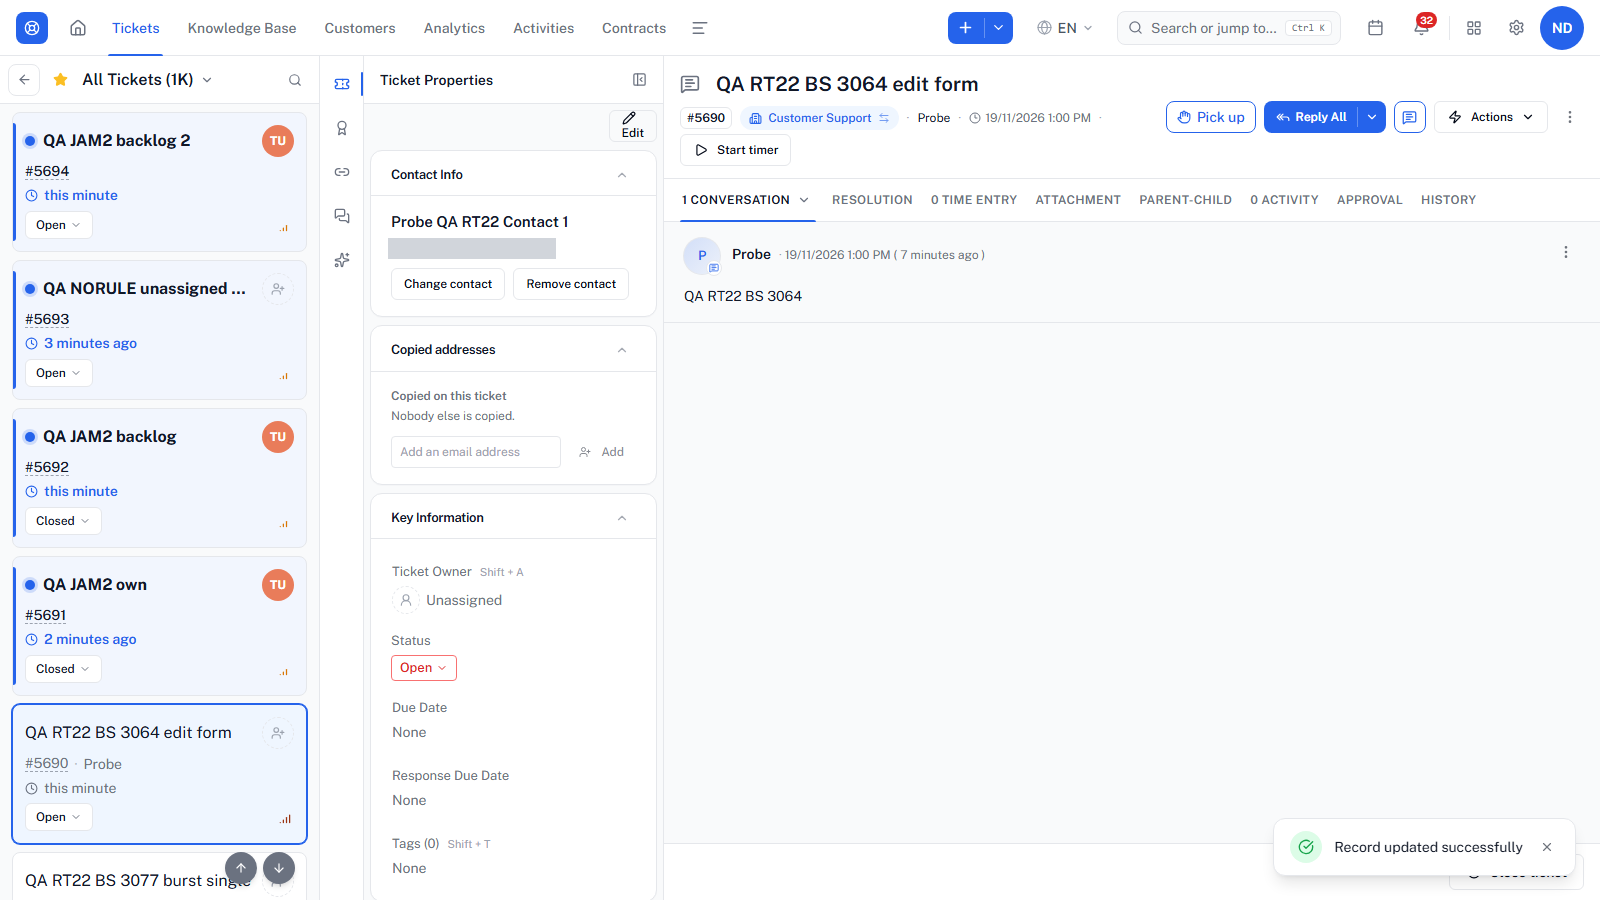 Tickets
Knowledge Base
Customers
Analytics
Activities
Contracts
EN
Search or jump to...
Ctrl K
32
ND
All Tickets (1K)
QA JAM2 backlog 2
TU
#5694
this minute
Open
QA NORULE unassigned ...
#5693
3 minutes ago
Open
QA JAM2 backlog
TU
#5692
this minute
Closed
QA JAM2 own
TU
#5691
2 minutes ago
Closed
QA RT22 BS 3064 edit form
#5690 · Probe
this minute
Open
QA RT22 BS 3077 burst single
Ticket Properties
Edit
Contact Info
Probe QA RT22 Contact 1
Change contact
Remove contact
Copied addresses
Copied on this ticket
Nobody else is copied.
Add an email address
Add
Key Information
Ticket Owner Shift + A
Unassigned
Status
Open
Due Date
None
Response Due Date
None
Tags (0) Shift + T
None
QA RT22 BS 3064 edit form
#5690
Customer Support
· Probe · 19/11/2026 1:00 PM ·
Start timer
Pick up
Reply All
Actions
1 CONVERSATION
RESOLUTION
0 TIME ENTRY
ATTACHMENT
PARENT-CHILD
0 ACTIVITY
APPROVAL
HISTORY
P
Probe · 19/11/2026 1:00 PM ( 7 minutes ago )
QA RT22 BS 3064
Record updated successfully